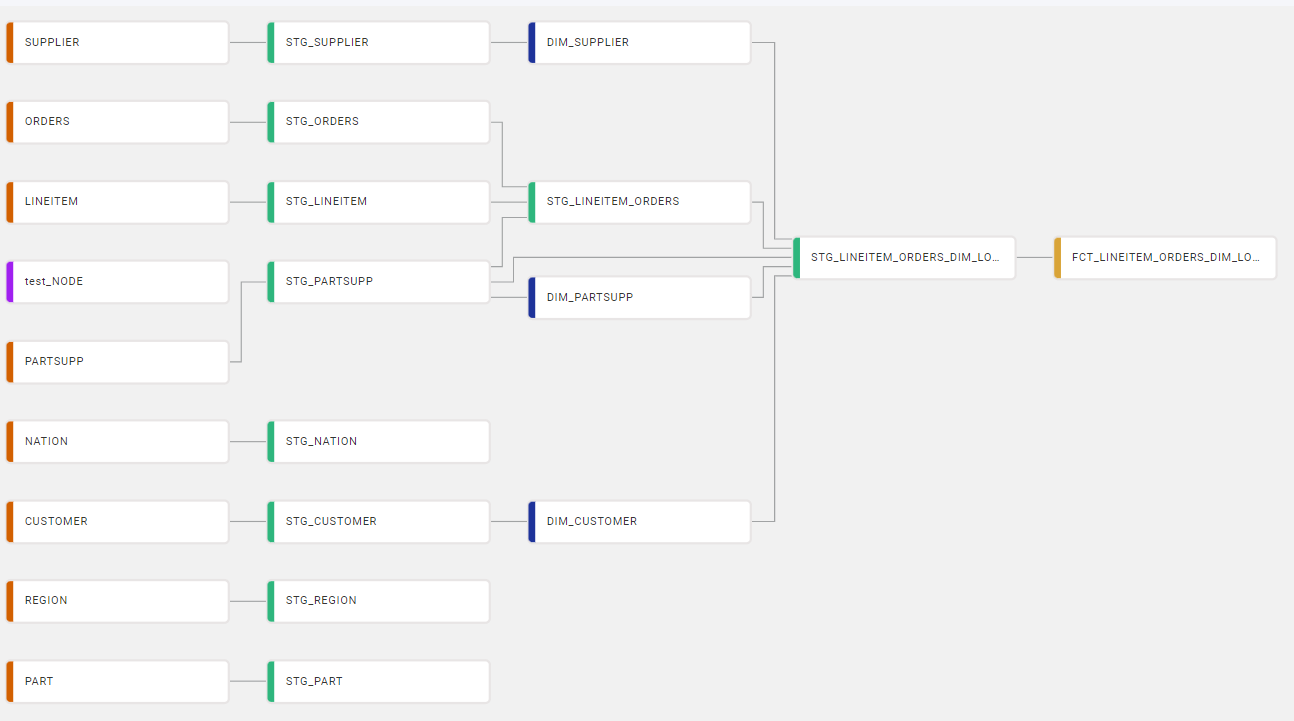 SUPPLIER
STG_SUPPLIER
DIM_SUPPLIER
ORDERS
STG_ORDERS
LINEITEM
STG_LINEITEM
STG_LINEITEM_ORDERS
STG_LINEITEM_ORDERS_DIM_LO...
FCT_LINEITEM_ORDERS_DIM_LO...
test_NODE
STG_PARTSUPP
DIM_PARTSUPP
PARTSUPP
NATION
STG_NATION
CUSTOMER
STG_CUSTOMER
DIM_CUSTOMER
REGION
STG_REGION
PART
STG_PART